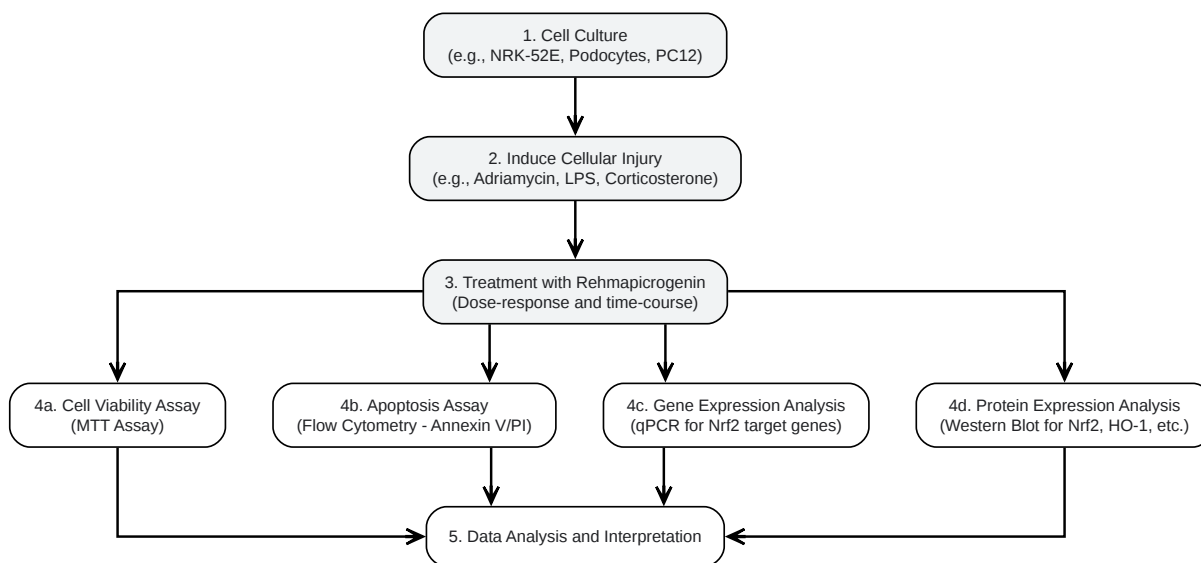 1. Cell Culture
(e.g., NRK-52E, Podocytes, PC12)
2. Induce Cellular Injury
(e.g., Adriamycin, LPS, Corticosterone)
3. Treatment with Rehmapicrogenin
(Dose-response and time-course)
4a. Cell Viability Assay
(MTT Assay)
4b. Apoptosis Assay
(Flow Cytometry - Annexin V/PI)
4c. Gene Expression Analysis
(qPCR for Nrf2 target genes)
4d. Protein Expression Analysis
(Western Blot for Nrf2, HO-1, etc.)
5. Data Analysis and Interpretation